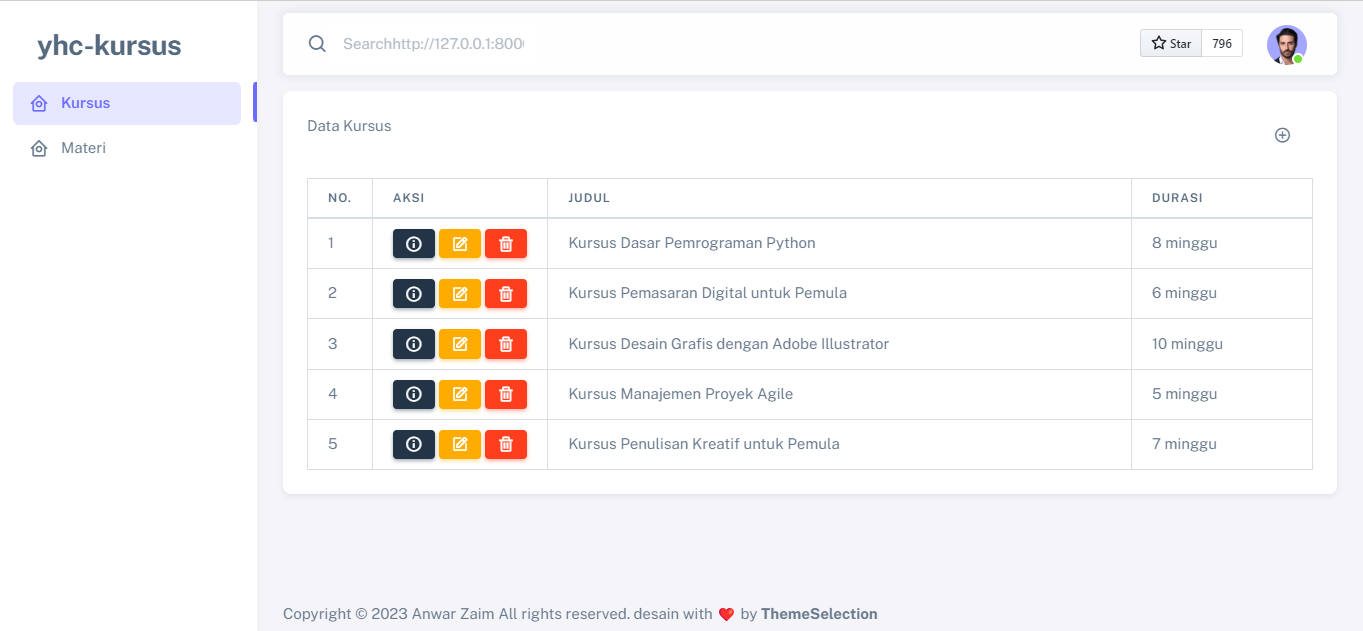 yhc-kursus
Kursus
Materi
Searchhttp://127.0.0.1:800
Star 796
Data Kursus
NO. AKSI JUDUL DURASI
1 Kursus Dasar Pemrograman Python 8 minggu
2 Kursus Pemasaran Digital untuk Pemula 6 minggu
3 Kursus Desain Grafis dengan Adobe Illustrator 10 minggu
4 Kursus Manajemen Proyek Agile 5 minggu
5 Kursus Penulisan Kreatif untuk Pemula 7 minggu
Copyright © 2023 Anwar Zaim All rights reserved. desain with ❤️ by ThemeSelection